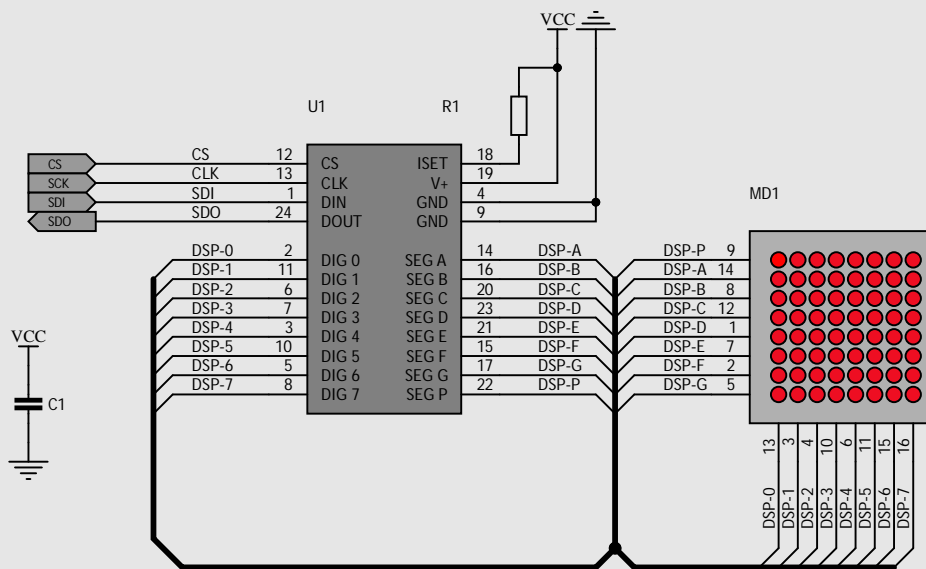 VCC
U1 R1
CS CS 12 CS ISET 18
SCK CLK 13 CLK V+ 19
SDI SDI 1 DIN GND 4
SDO SDO 24 DOUT GND 9
MD1
DSP-0 2 DIG 0 SEG A 14 DSP-A DSP-P 9
DSP-1 11 DIG 1 SEG B 16 DSP-B DSP-A 14
DSP-2 6 DIG 2 SEG C 20 DSP-C DSP-B 8
DSP-3 7 DIG 3 SEG D 23 DSP-D DSP-C 12
DSP-4 3 DIG 4 SEG E 21 DSP-E DSP-D 1
DSP-5 10 DIG 5 SEG F 15 DSP-F DSP-E 7
DSP-6 5 DIG 6 SEG G 17 DSP-G DSP-F 2
DSP-7 8 DIG 7 SEG P 22 DSP-P DSP-G 5
VCC
C1
13 3 4 10 6 11 15 16
DSP-0 DSP-1 DSP-2 DSP-3 DSP-4 DSP-5 DSP-6 DSP-7